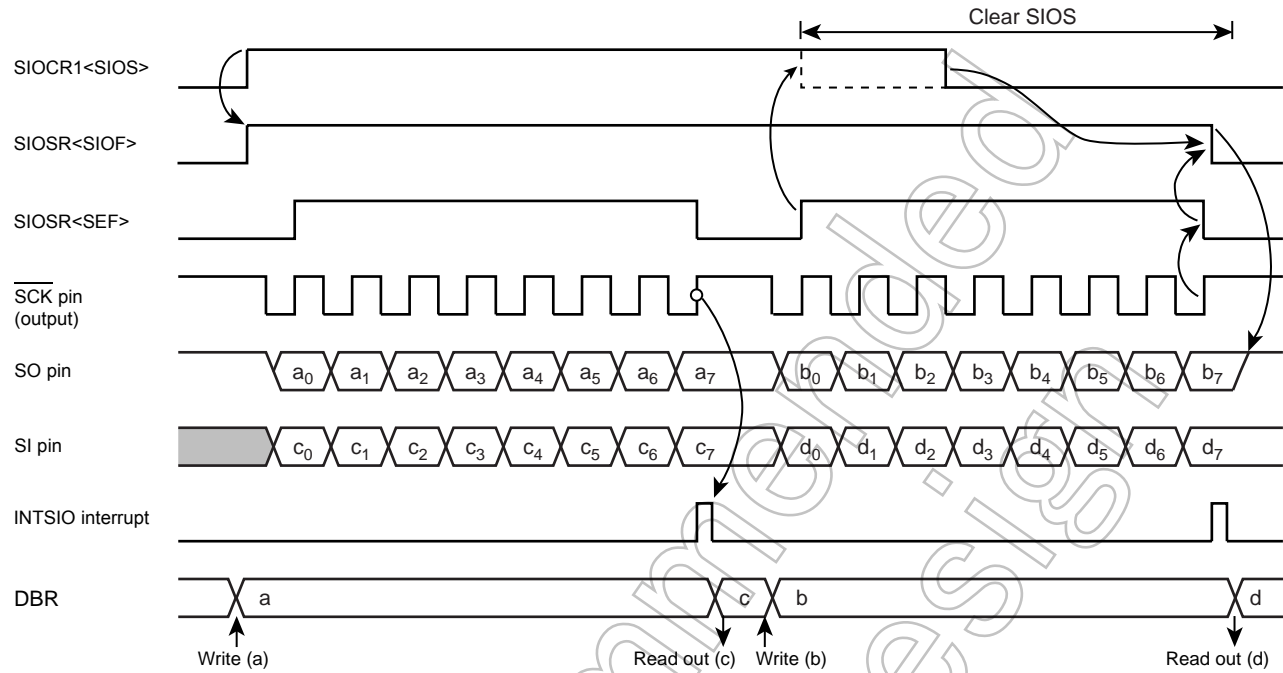 Clear SIOS
SIOCR1<SIOS>
SIOSR<SIOF>
SIOSR<SEF>
SCK pin
(output)
SO pin
a0 a1 a2 a3 a4 a5 a6 a7 b0 b1 b2 b3 b4 b5 b6 b7
SI pin
c0 c1 c2 c3 c4 c5 c6 c7 d0 d1 d2 d3 d4 d5 d6 d7
INTSIO interrupt
DBR
a c b d
Write (a) Read out (c) Write (b) Read out (d)
mmended
esign